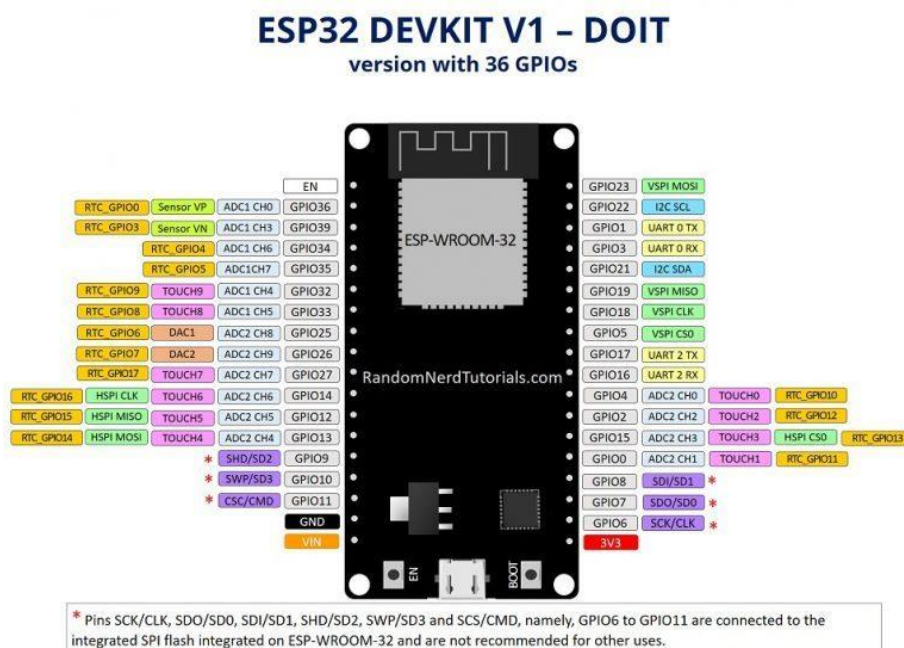 ESP32 DEVKIT V1 – DOIT
version with 36 GPIOs
EN
RTC_GPIO0 Sensor VP ADC1 CH0 GPIO36
RTC_GPIO3 Sensor VN ADC1 CH3 GPIO39
RTC_GPIO4 ADC1 CH6 GPIO34
RTC_GPIO5 ADC1CH7 GPIO35
RTC_GPIO9 TOUCH9 ADC1 CH4 GPIO32
RTC_GPIO8 TOUCH8 ADC1 CH5 GPIO33
RTC_GPIO6 DAC1 ADC2 CH8 GPIO25
RTC_GPIO7 DAC2 ADC2 CH9 GPIO26
RTC_GPIO17 TOUCH7 ADC2 CH7 GPIO27
RTC_GPIO16 HSPI CLK TOUCH6 ADC2 CH6 GPIO14
RTC_GPIO15 HSPI MISO TOUCH5 ADC2 CH5 GPIO12
RTC_GPIO14 HSPI MOSI TOUCH4 ADC2 CH4 GPIO13
* SHD/SD2 GPIO9
* SWP/SD3 GPIO10
* CSC/CMD GPIO11
GND
VIN
ESP-WROOM-32
RandomNerdTutorials.com
EN
BOOT
GPIO23 VSPI MOSI
GPIO22 I2C SCL
GPIO1 UART 0 TX
GPIO3 UART 0 RX
GPIO21 I2C SDA
GPIO19 VSPI MISO
GPIO18 VSPI CLK
GPIO5 VSPI CS0
GPIO17 UART 2 TX
GPIO16 UART 2 RX
GPIO4 ADC2 CH0 TOUCH0 RTC_GPIO10
GPIO2 ADC2 CH2 TOUCH2 RTC_GPIO12
GPIO15 ADC2 CH3 TOUCH3 HSPI CS0 RTC_GPIO13
GPIO0 ADC2 CH1 TOUCH1 RTC_GPIO11
GPIO8 SDI/SD1 *
GPIO7 SDO/SD0 *
GPIO6 SCK/CLK *
3V3
* Pins SCK/CLK, SDO/SD0, SDI/SD1, SHD/SD2, SWP/SD3 and SCS/CMD, namely, GPIO6 to GPIO11 are connected to the
integrated SPI flash integrated on ESP-WROOM-32 and are not recommended for other uses.